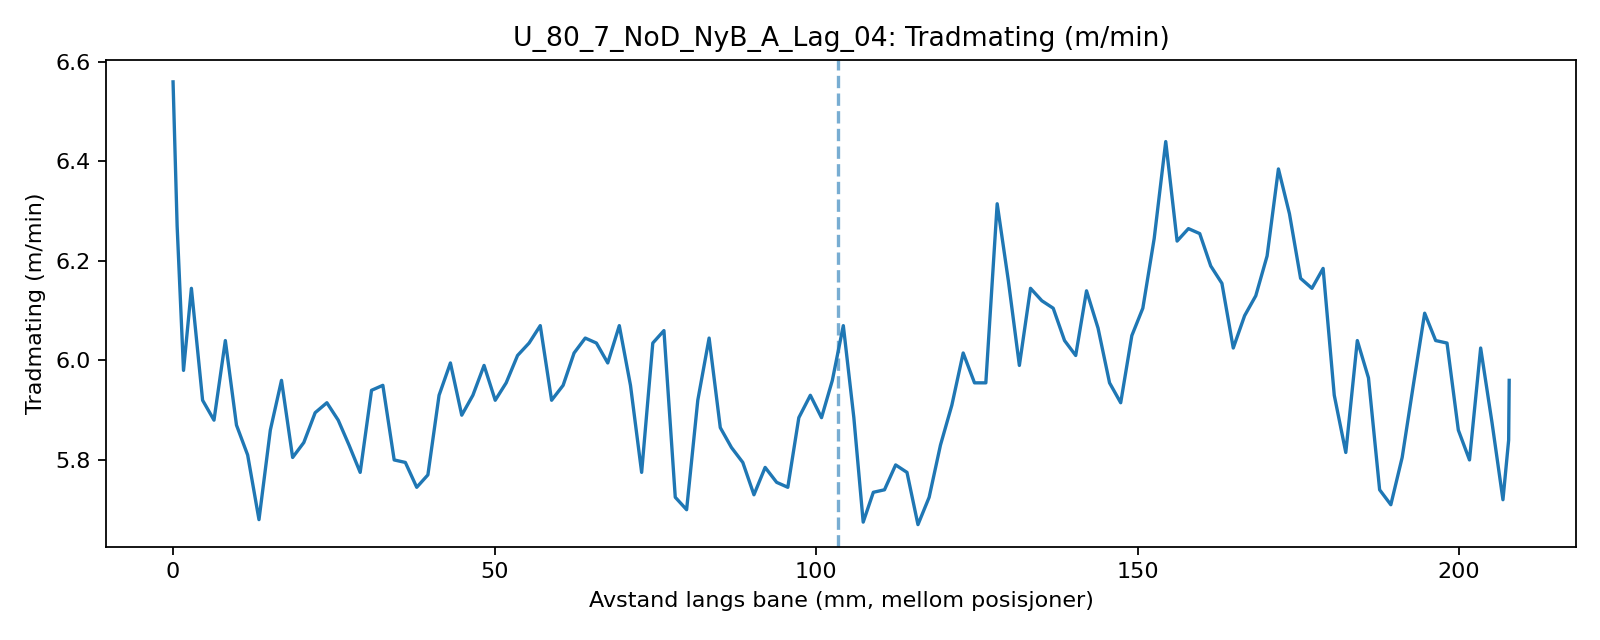 U_80_7_NoD_NyB_A_Lag_04: Tradmating (m/min)
Tradmating (m/min)
6.6
6.4
6.2
6.0
5.8
0 50 100 150 200
Avstand langs bane (mm, mellom posisjoner)